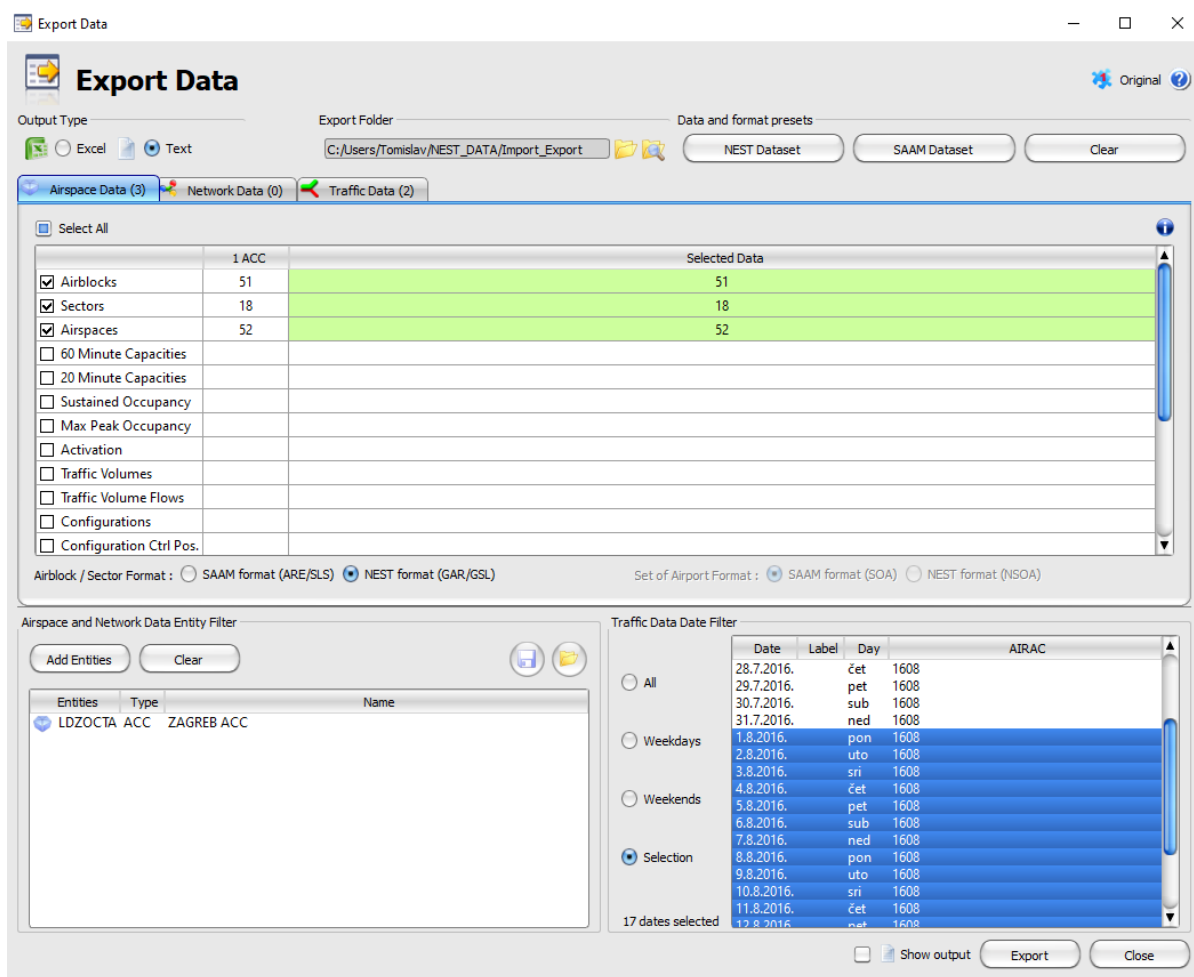 Export Data
Export Data
Original
Output Type
Export Folder
Data and format presets
Excel
Text
C:/Users/Tomislav/NEST_DATA/Import_Export
NEST Dataset
SAAM Dataset
Clear
Airspace Data (3)
Network Data (0)
Traffic Data (2)
Select All
1 ACC
Selected Data
Airblocks 51 51
Sectors 18 18
Airspaces 52 52
60 Minute Capacities
20 Minute Capacities
Sustained Occupancy
Max Peak Occupancy
Activation
Traffic Volumes
Traffic Volume Flows
Configurations
Configuration Ctrl Pos.
Airblock / Sector Format : SAAM format (ARE/SLS) NEST format (GAR/GSL)
Set of Airport Format : SAAM format (SOA) NEST format (NSOA)
Airspace and Network Data Entity Filter
Add Entities
Clear
Entities Type Name
LDZOCTA ACC ZAGREB ACC
Traffic Data Date Filter
All
Weekdays
Weekends
Selection
17 dates selected
Date Label Day AIRAC
28.7.2016. čet 1608
29.7.2016. pet 1608
30.7.2016. sub 1608
31.7.2016. ned 1608
1.8.2016. pon 1608
2.8.2016. uto 1608
3.8.2016. sri 1608
4.8.2016. čet 1608
5.8.2016. pet 1608
6.8.2016. sub 1608
7.8.2016. ned 1608
8.8.2016. pon 1608
9.8.2016. uto 1608
10.8.2016. sri 1608
11.8.2016. čet 1608
12.8.2016. pet 1608
Show output
Export
Close